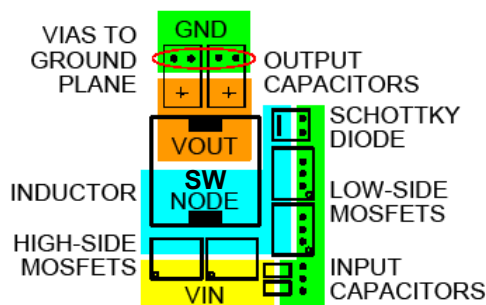 VIAS TO
GROUND
PLANE
GND
OUTPUT
CAPACITORS
SCHOTTKY
DIODE
VOUT
INDUCTOR
SW
NODE
LOW-SIDE
MOSFETS
HIGH-SIDE
MOSFETS
VIN
INPUT
CAPACITORS